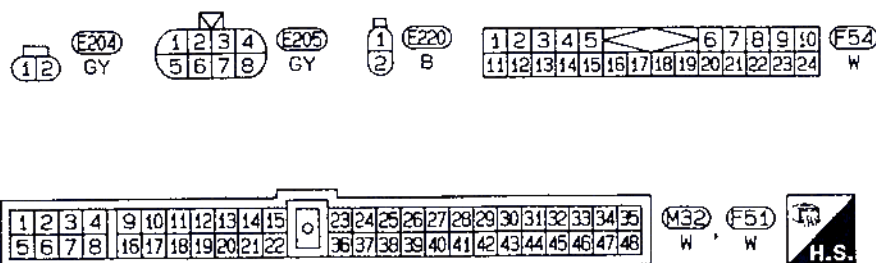 E204 GY
1 2
E205 GY
1 2 3 4
5 6 7 8
E220 B
1
2
F54 W
1 2 3 4 5 6 7 8 9 10
11 12 13 14 15 16 17 18 19 20 21 22 23 24
1 2 3 4 9 10 11 12 13 14 15 23 24 25 26 27 28 29 30 31 32 33 34 35
5 6 7 8 16 17 18 19 20 21 22 36 37 38 39 40 41 42 43 44 45 46 47 48
M32 W , F51 W
H.S.